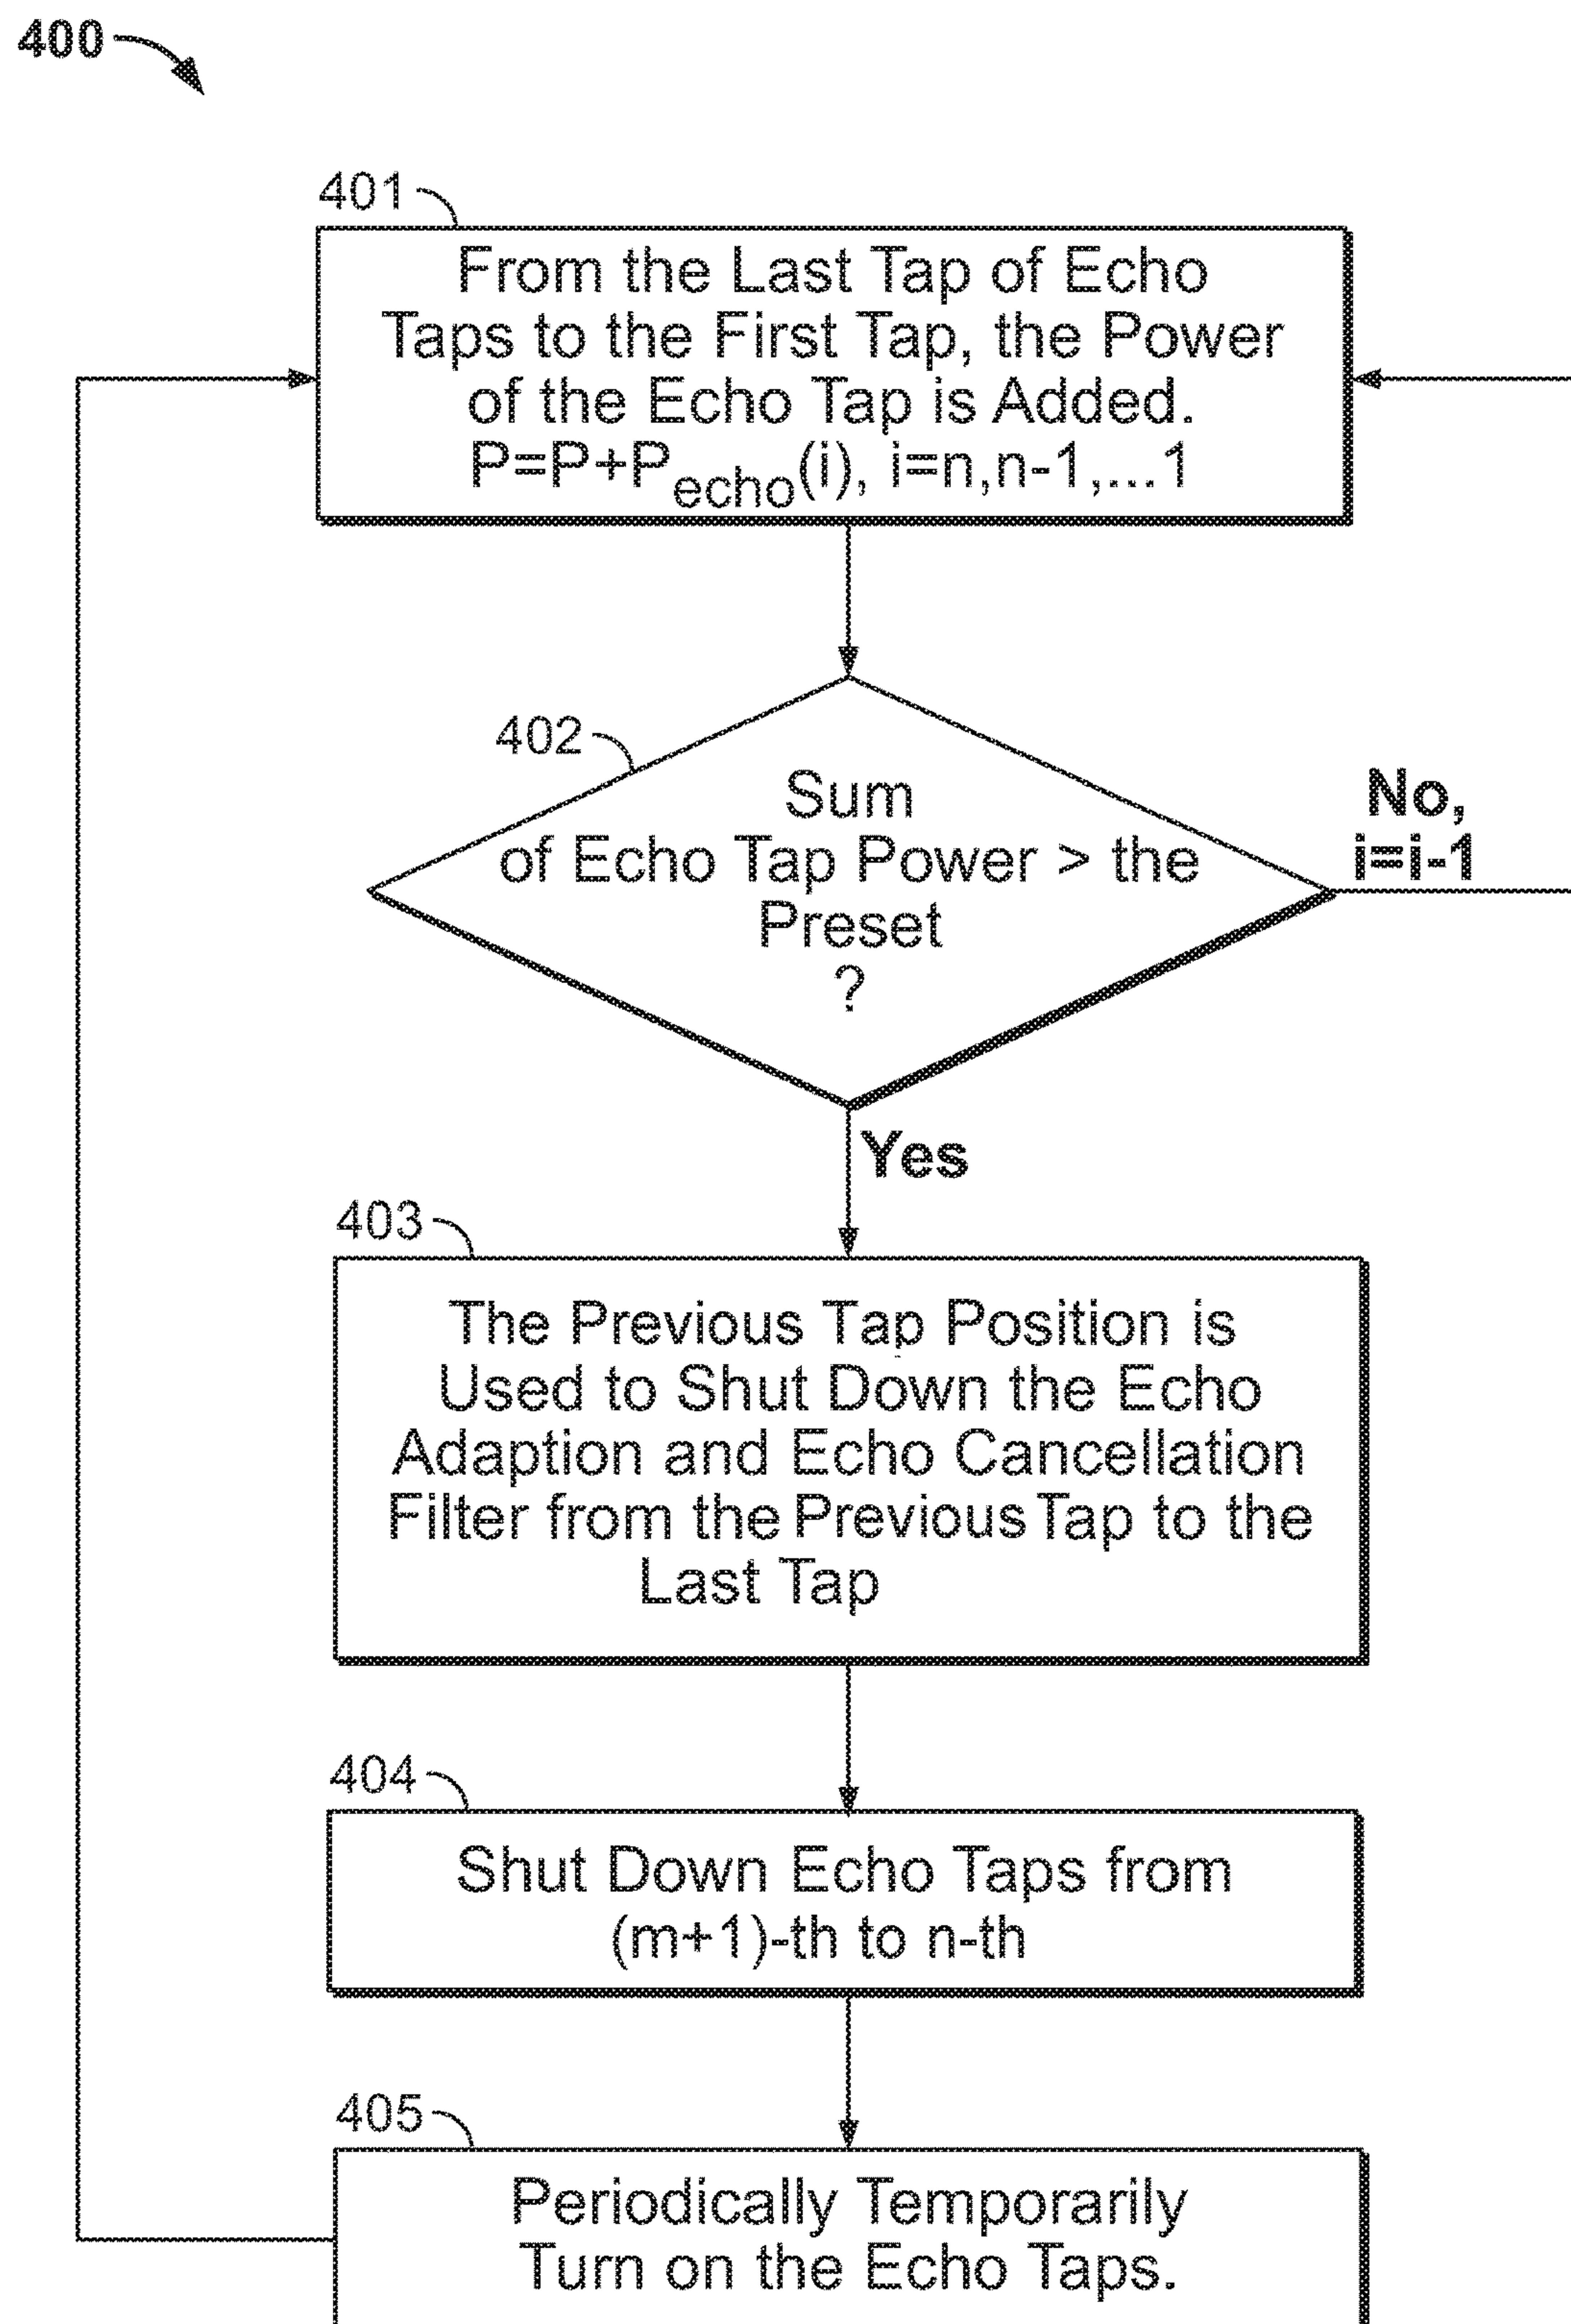 400
401
From the Last Tap of Echo
Taps to the First Tap, the Power
of the Echo Tap is Added.
P=P+Pecho(i), i=n,n-1,...1
402
Sum
of Echo Tap Power > the
Preset
?
No,
i=i-1
Yes
403
The Previous Tap Position is
Used to Shut Down the Echo
Adaption and Echo Cancellation
Filter from the Previous Tap to the
Last Tap
404
Shut Down Echo Taps from
(m+1)-th to n-th
405
Periodically Temporarily
Turn on the Echo Taps.